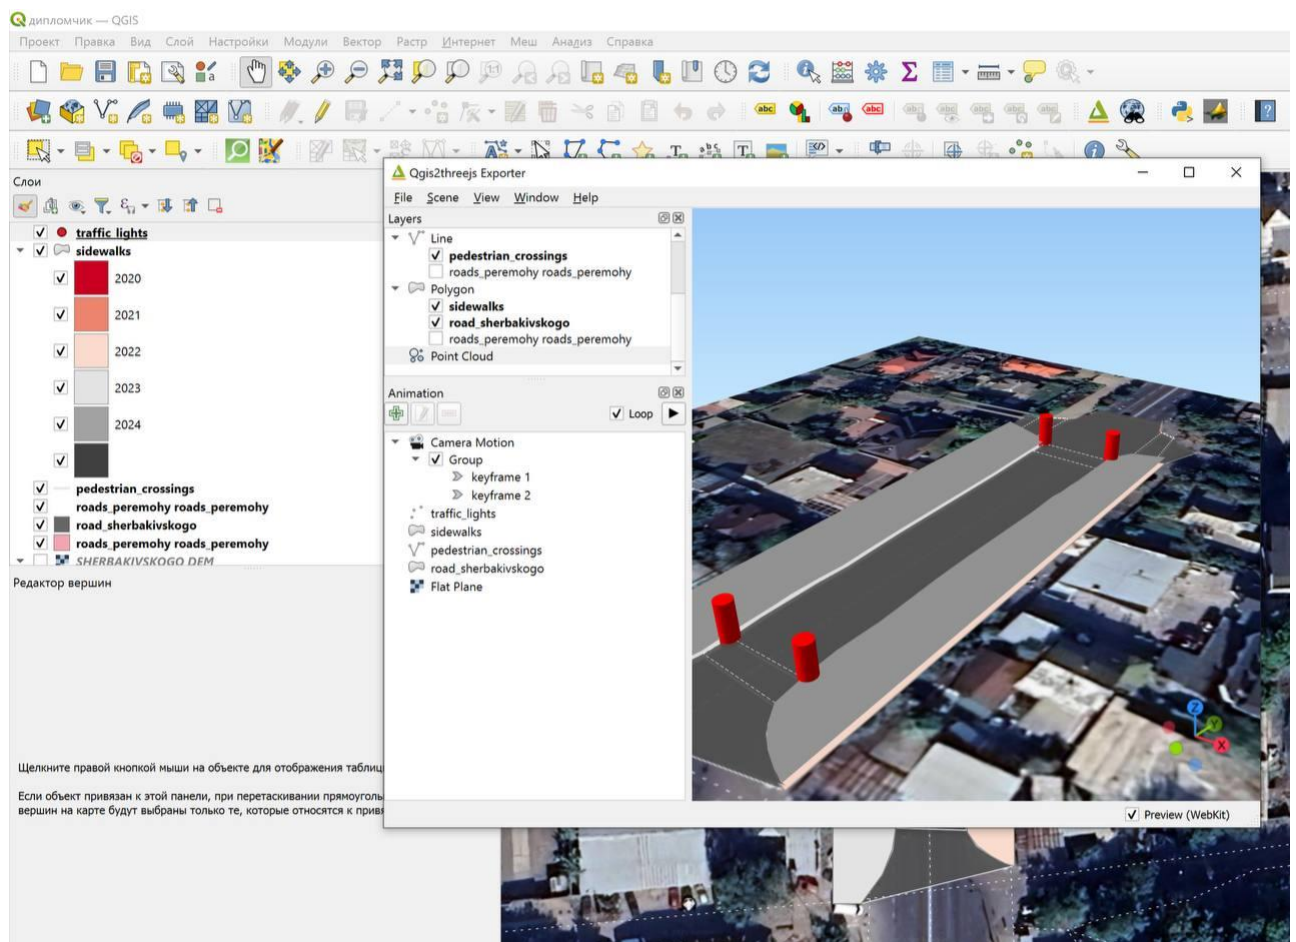 дипломчик — QGIS
Проект Правка Вид Слой Настройки Модули Вектор Растр Интернет Меш Анализ Справка
Слои
traffic_lights
sidewalks
2020
2021
2022
2023
2024
pedestrian_crossings
roads_peremohy roads_peremohy
road_sherbakivskogo
roads_peremohy roads_peremohy
SHERBAKIVSKOGO DEM
Редактор вершин
Щелкните правой кнопкой мыши на объекте для отображения таблиц
Если объект привязан к этой панели, при перетаскивании прямоуголь
вершин на карте будут выбраны только те, которые относятся к привя
Qgis2threejs Exporter
File Scene View Window Help
Layers
Line
pedestrian_crossings
roads_peremohy roads_peremohy
Polygon
sidewalks
road_sherbakivskogo
roads_peremohy roads_peremohy
Point Cloud
Animation
Loop
Camera Motion
Group
keyframe 1
keyframe 2
traffic_lights
sidewalks
pedestrian_crossings
road_sherbakivskogo
Flat Plane
Z
Y
X
Preview (WebKit)